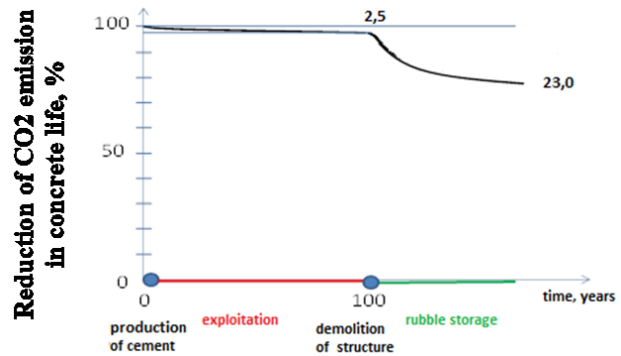 Reduction of CO2 emission
in concrete life, %
100
50
0
2,5
23,0
0
100
time, years
production
of cement
exploitation
demolition
of structure
rubble storage